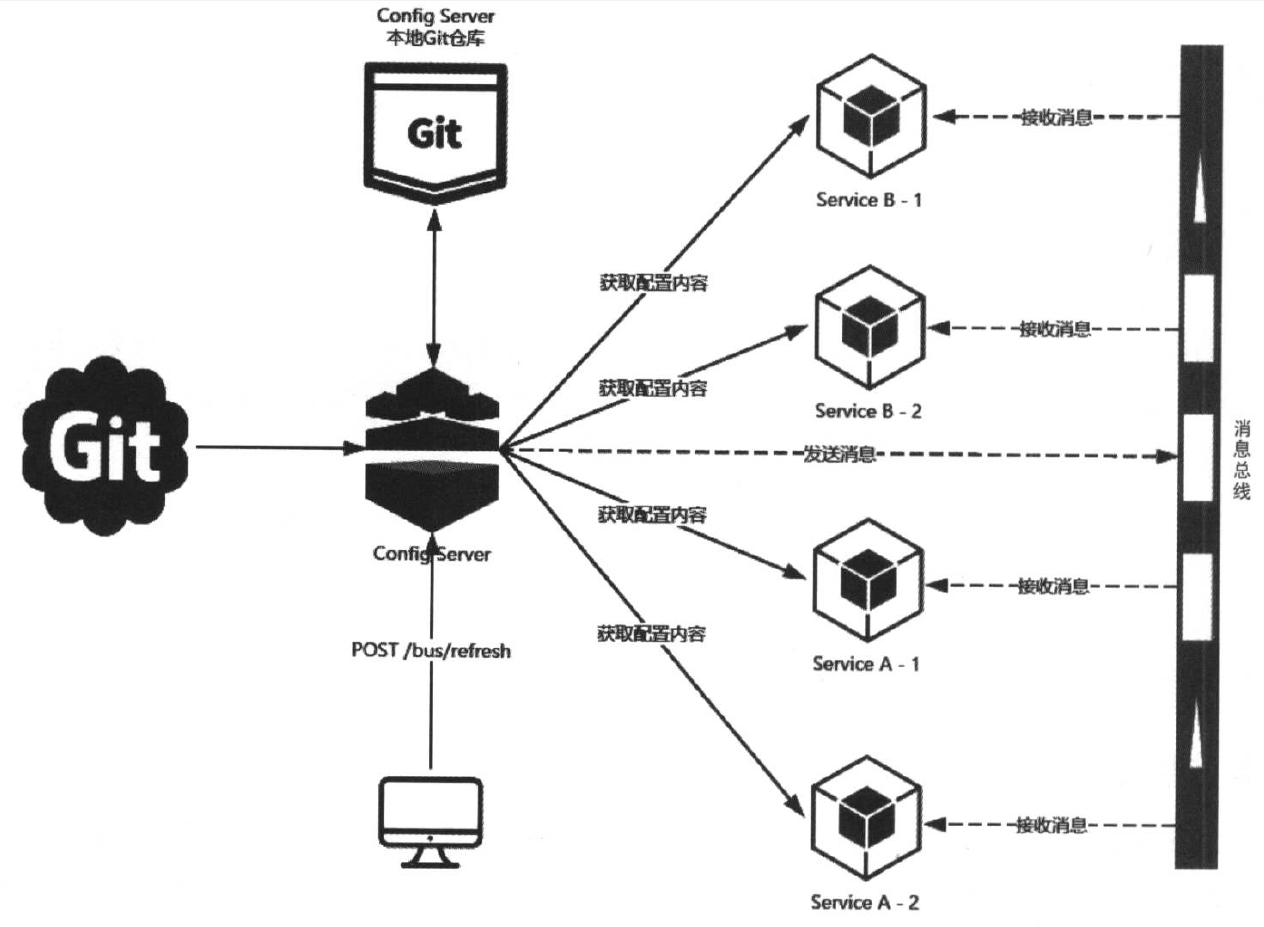 Config Server
本地Git仓库
Git
Service B - 1
接收消息
获取配置内容
Service B - 2
接收消息
获取配置内容
Git
发送消息
消息总线
获取配置内容
Config Server
Service A - 1
接收消息
获取配置内容
POST /bus/refresh
Service A - 2
接收消息